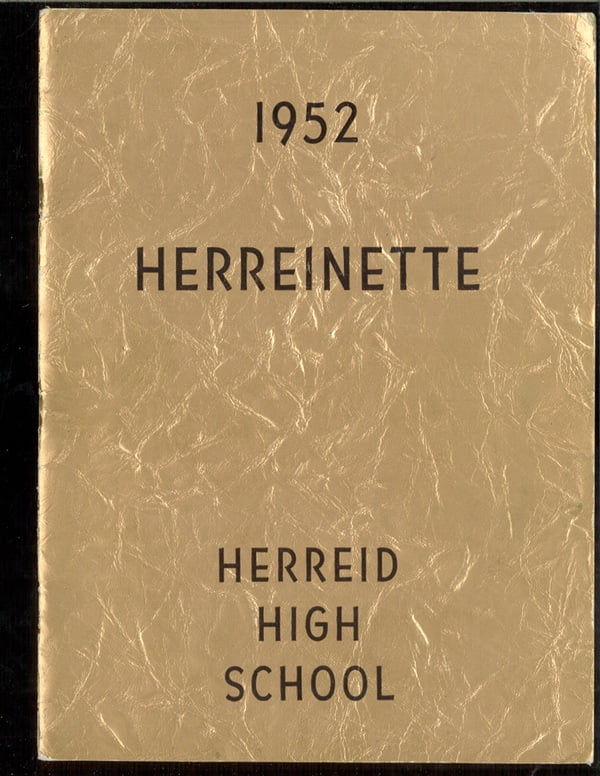 1952
HERREINETTE
HERREID
HIGH
SCHOOL